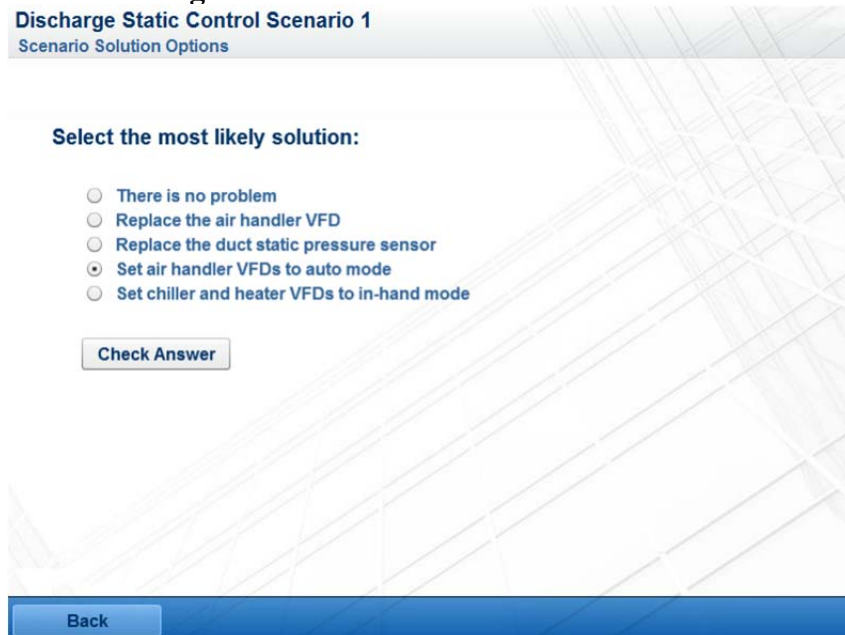 Discharge Static Control Scenario 1
Scenario Solution Options
Select the most likely solution:
There is no problem
Replace the air handler VFD
Replace the duct static pressure sensor
Set air handler VFDs to auto mode
Set chiller and heater VFDs to in-hand mode
Check Answer
Back